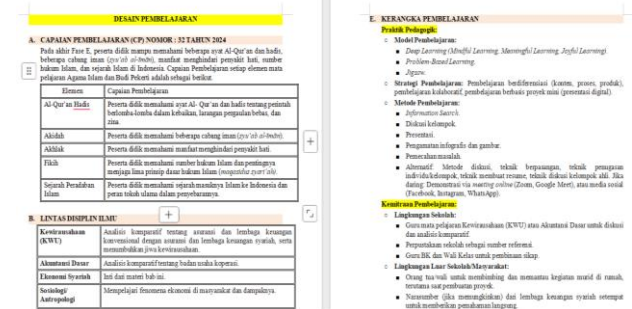 DESAIN PEMBELAJARAN
A. CAPAIAN PEMBELAJARAN (CP) NOMOR : 32 TAHUN 2024
Pada akhir Fase E, peserta didik mampu memahami beberapa ayat Al-Qur'an dan hadis,
beberapa cabang iman (syu'ab al-īmān), manfaat menghindari penyakit hati, sumber
hukum Islam, dan sejarah Islam di Indonesia. Capaian Pembelajaran setiap elemen mata
pelajaran Agama Islam dan Budi Pekerti adalah sebagai berikut.
Elemen Capaian Pembelajaran
Al-Qur'an Hadis Peserta didik memahami ayat Al- Qur'an dan hadis tentang perintah
berlomba-lomba dalam kebaikan, larangan pergaulan bebas, dan
zina.
Akidah Peserta didik memahami beberapa cabang iman (syu'ab al-īmān).
Akhlak Peserta didik memahami manfaat menghindari penyakit hati.
Fikih Peserta didik memahami sumber hukum Islam dan pentingnya
menjaga lima prinsip dasar hukum Islam (maqashid syari'ah).
Sejarah Peradaban Islam Peserta didik memahami sejarah masuknya Islam ke Indonesia dan
peran tokoh ulama dalam penyebarannya.
B. LINTAS DISIPLIN ILMU
Kewirausahaan (KWU) Analisis komparatif tentang asuransi dan lembaga keuangan
konvensional dengan asuransi dan lembaga keuangan syariah, serta
menumbuhkan jiwa kewirausahaan.
Akuntansi Dasar Analisis komparatif tentang badan usaha koperasi.
Ekonomi Syariah Inti dari materi bab ini.
Sosiologi/ Antropologi Mempelajari fenomena ekonomi di masyarakat dan dampaknya.
E. KERANGKA PEMBELAJARAN
Praktik Pedagogik:
Model Pembelajaran:
Deep Learning (Mindful Learning, Meaningful Learning, Joyful Learning).
Problem-Based Learning.
Jigsaw.
Strategi Pembelajaran: Pembelajaran berdiferensiasi (konten, proses, produk),
pembelajaran kolaboratif, pembelajaran berbasis proyek mini (presentasi digital).
Metode Pembelajaran:
Information Search.
Diskusi kelompok.
Presentasi.
Pengamatan infografis dan gambar.
Pemecahan masalah.
Alternatif: Metode diskusi, teknik berpasangan, teknik penugasan
individu/kelompok, teknik membuat resume, teknik diskusi kelompok ahli. Jika
daring: Demonstrasi via meeting online (Zoom, Google Meet), atau media sosial
(Facebook, Instagram, WhatsApp).
Kemitraan Pembelajaran:
Lingkungan Sekolah:
Guru mata pelajaran Kewirausahaan (KWU) atau Akuntansi Dasar untuk diskusi
dan analisis komparatif.
Perpustakaan sekolah sebagai sumber referensi.
Guru BK dan Wali Kelas untuk pembinaan sikap.
Lingkungan Luar Sekolah/Masyarakat:
Orang tua/wali untuk membimbing dan memantau kegiatan murid di rumah,
terutama saat pembuatan proyek.
Narasumber (jika memungkinkan) dari lembaga keuangan syariah setempat
untuk memberikan pemahaman langsung